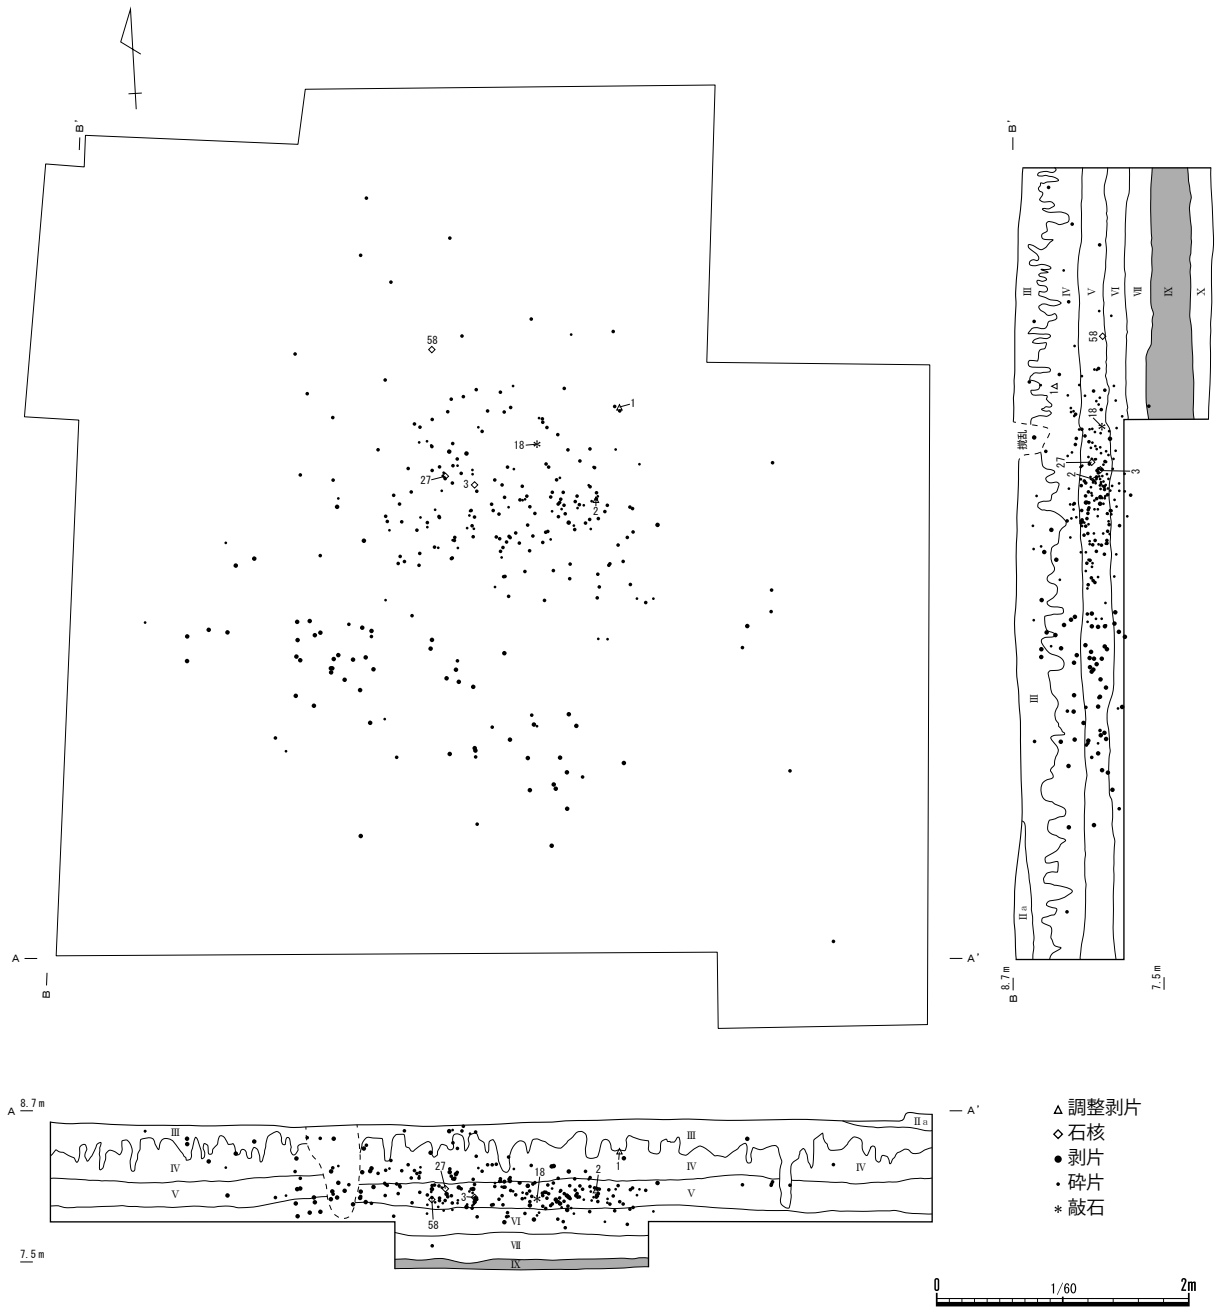 B'
B'
58
1
18
27
3
2
Ⅲ
Ⅳ
Ⅴ
Ⅵ
Ⅶ
Ⅸ
Ⅹ
58
1
18
攪乱
27
2
3
Ⅲ
Ⅱa
A
A'
B
8.7m
B
7.5m
A 8.7m
A'
Ⅱa
Ⅲ
Ⅲ
Ⅳ
Ⅳ
Ⅳ
27
18
2
1
Ⅴ
3
Ⅴ
58
Ⅵ
Ⅶ
Ⅸ
7.5m
△ 調整剥片
◇ 石核
● 剥片
・ 砕片
* 敲石
0 1/60 2m